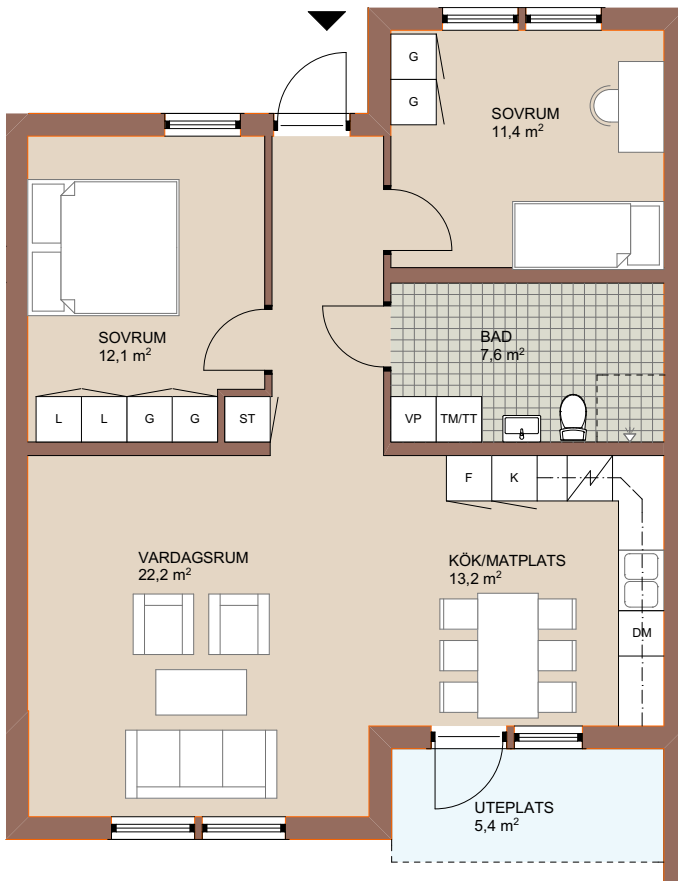 G
G
SOVRUM
11,4 m²
SOVRUM
12,1 m²
BAD
7,6 m²
L L G G ST
VP TM/TT
F K
VARDAGSRUM
22,2 m²
KÖK/MATPLATS
13,2 m²
DM
UTEPLATS
5,4 m²